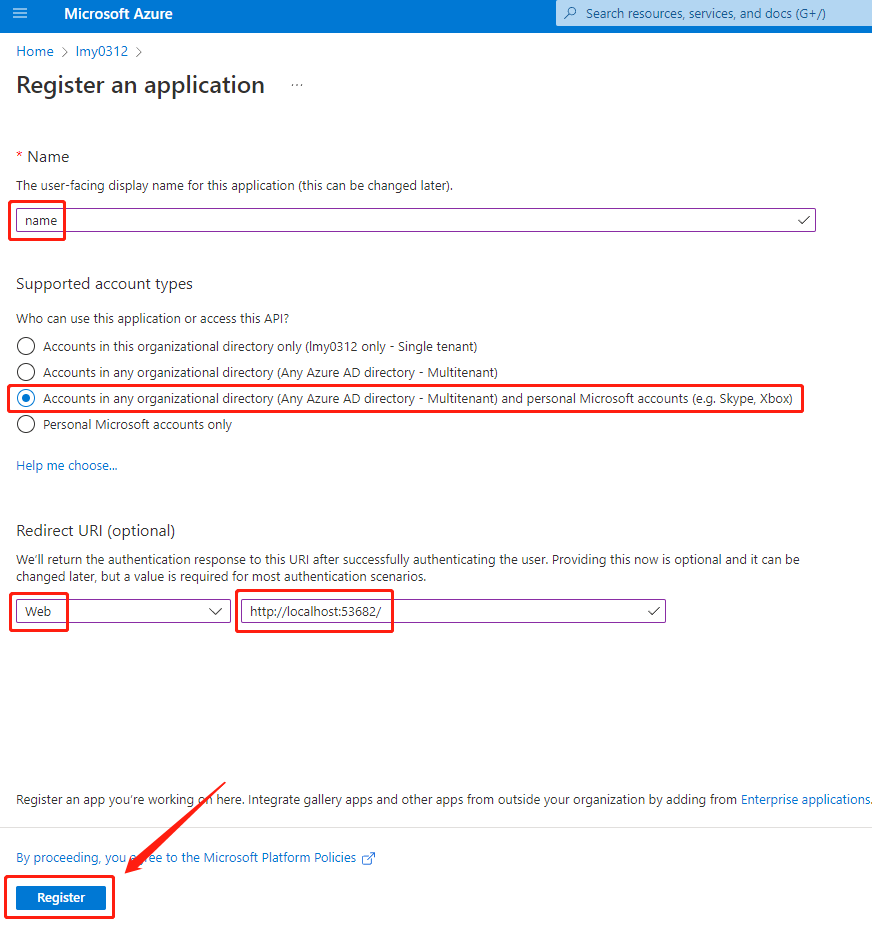 Microsoft Azure
Search resources, services, and docs (G+/)
Home > lmy0312 >
Register an application ...
* Name
The user-facing display name for this application (this can be changed later).
name
Supported account types
Who can use this application or access this API?
Accounts in this organizational directory only (lmy0312 only - Single tenant)
Accounts in any organizational directory (Any Azure AD directory - Multitenant)
Accounts in any organizational directory (Any Azure AD directory - Multitenant) and personal Microsoft accounts (e.g. Skype, Xbox)
Personal Microsoft accounts only
Help me choose...
Redirect URI (optional)
We'll return the authentication response to this URI after successfully authenticating the user. Providing this now is optional and it can be
changed later, but a value is required for most authentication scenarios.
Web
http://localhost:53682/
Register an app you're working on here. Integrate gallery apps and other apps from outside your organization by adding from Enterprise applications.
By proceeding, you agree to the Microsoft Platform Policies
Register